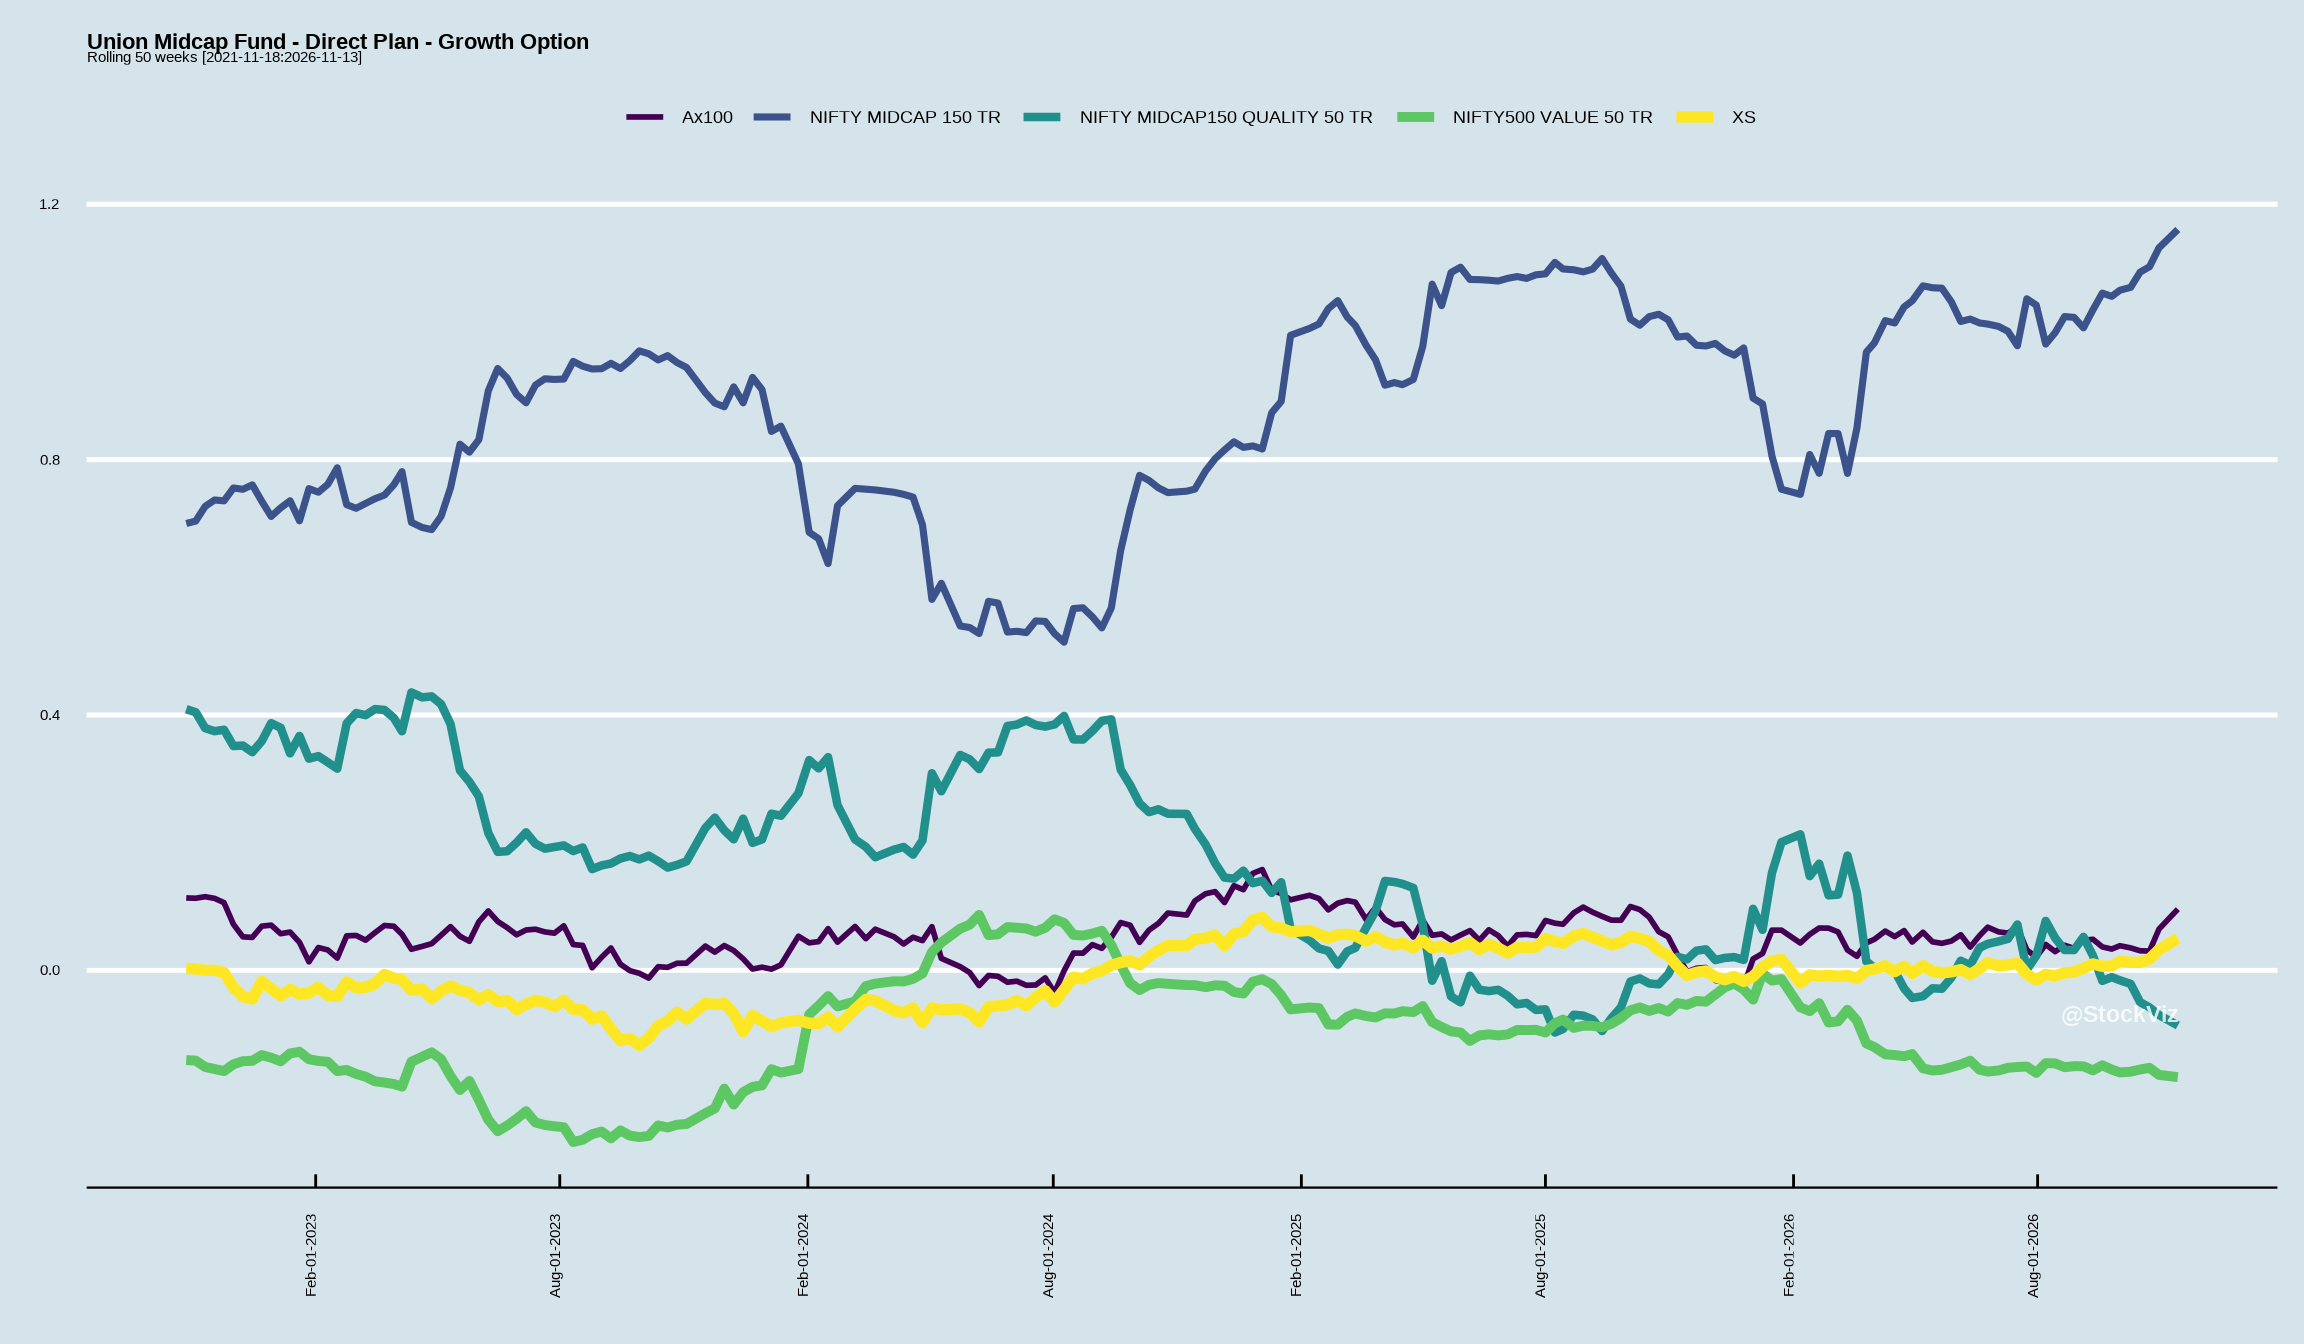 Union Midcap Fund - Direct Plan - Growth Option
Rolling 50 weeks [2021-11-18:2026-11-13]
Ax100 NIFTY MIDCAP 150 TR NIFTY MIDCAP150 QUALITY 50 TR NIFTY500 VALUE 50 TR XS
1.2
0.8
0.4
0.0
@StockViz
Feb-01-2023
Aug-01-2023
Feb-01-2024
Aug-01-2024
Feb-01-2025
Aug-01-2025
Feb-01-2026
Aug-01-2026